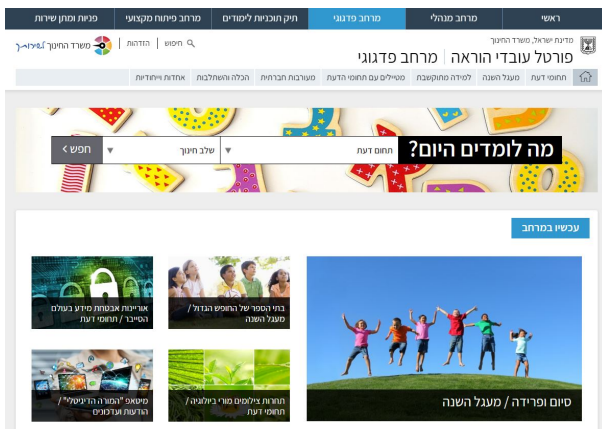 ראשי מרחב מנהלי מרחב פדגוגי תיק תוכניות לימודים מרחב פיתוח מקצועי פניות ומתן שירות
מדינת ישראל, משרד החינוך
פורטל עובדי הוראה | מרחב פדגוגי
חיפוש | הזדהות | משרד החינוך לשירותך
תחומי דעת מעגל השנה למידה מתוקשבת מטיילים עם תחומי הדעת מעורבות חברתית הכלה והשתלבות אחדות וייחודיות
מה לומדים היום? תחום דעת ▼ שלב חינוך ▼ חפש >
עכשיו במרחב
סיום ופרידה / מעגל השנה
בתי הספר של החופש הגדול /
מעגל השנה
אוריינות אבטחת מידע בעולם
הסייבר / תחומי דעת
תחרות צילומים מורי ביולוגיה /
תחומי דעת
מיטאפ "המורה הדיגיטלי" /
הודעות ועדכונים